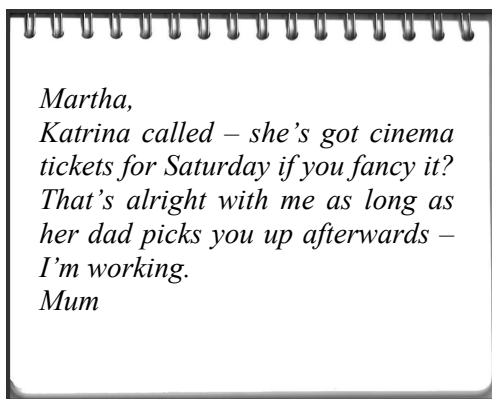 Martha,
Katrina called – she’s got cinema
tickets for Saturday if you fancy it?
That’s alright with me as long as
her dad picks you up afterwards –
I’m working.
Mum